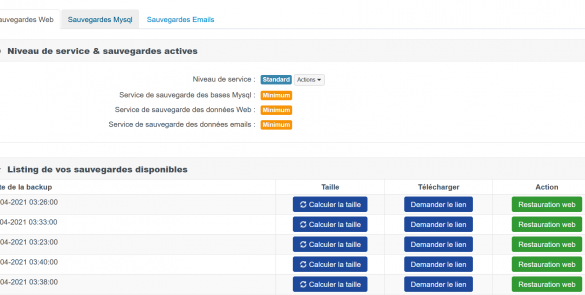 Sauvegardes Web Sauvegardes Mysql Sauvegardes Emails
Niveau de service & sauvegardes actives
Niveau de service : Standard Actions
Service de sauvegarde des bases Mysql : Minimum
Service de sauvegarde des données Web : Minimum
Service de sauvegarde des données emails : Minimum
Listing de vos sauvegardes disponibles
te de la backup Taille Télécharger Action
04-2021 03:28:00 Calculer la taille Demander le lien Restauration web
04-2021 03:33:00 Calculer la taille Demander le lien Restauration web
04-2021 03:23:00 Calculer la taille Demander le lien Restauration web
04-2021 03:40:00 Calculer la taille Demander le lien Restauration web
04-2021 03:38:00 Calculer la taille Demander le lien Restauration web